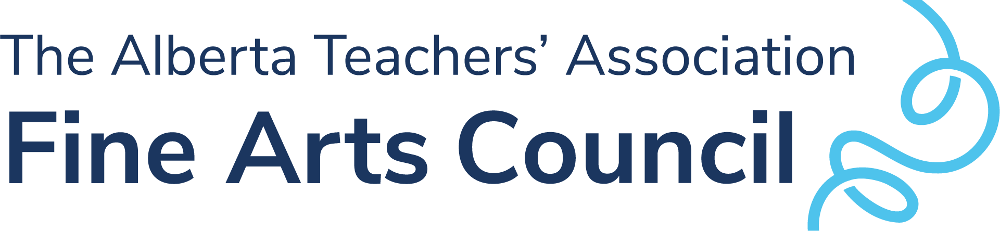 The Alberta Teachers’ Association
Fine Arts Council